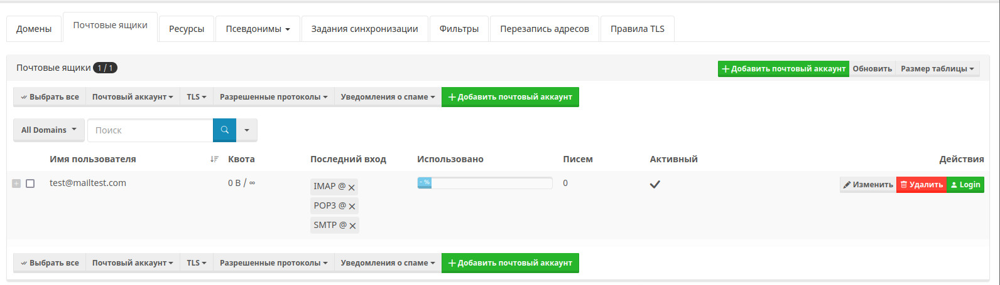 Домены Почтовые ящики Ресурсы Псевдонимы Задания синхронизации Фильтры Перезапись адресов Правила TLS
Почтовые ящики 1 / 1 Добавить почтовый аккаунт Обновить Размер таблицы
Выбрать все Почтовый аккаунт TLS Разрешенные протоколы Уведомления о спаме Добавить почтовый аккаунт
All Domains Поиск
Имя пользователя Квота Последний вход Использовано Писем Активный Действия
test@mailtest.com 0 B / ∞ IMAP @ - % 0 Изменить Удалить Login
POP3 @
SMTP @
Выбрать все Почтовый аккаунт TLS Разрешенные протоколы Уведомления о спаме Добавить почтовый аккаунт